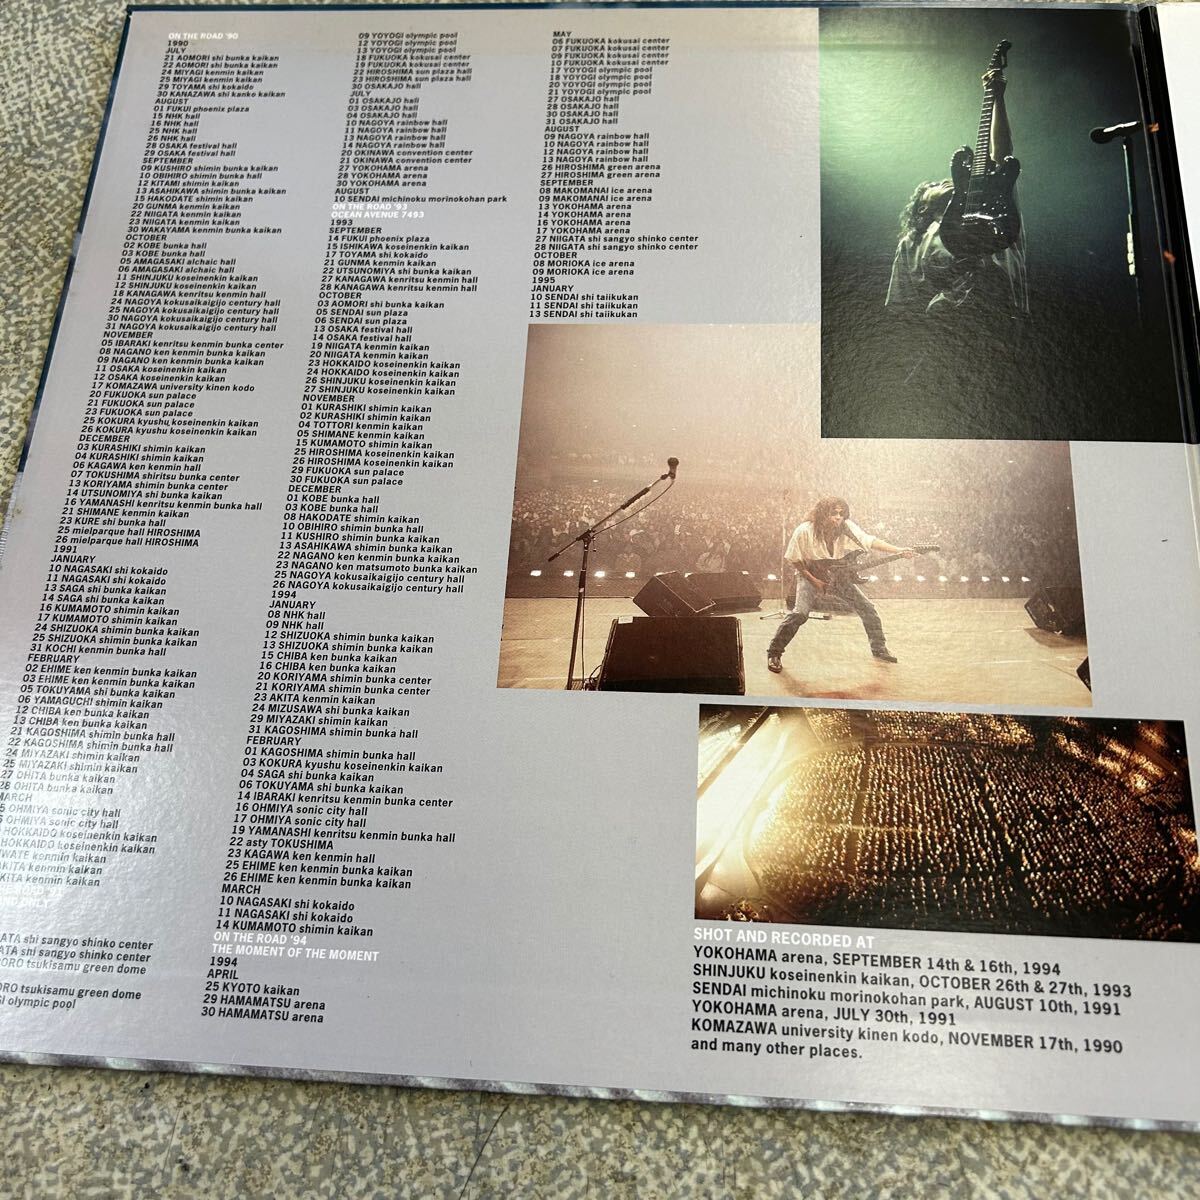 ON THE ROAD '90
1990
JULY
21 AOMORI shi bunka kaikan
22 AOMORI shi bunka kaikan
24 MIYAGI kenmin kaikan
25 MIYAGI kenmin kaikan
29 TOYAMA shi kokaido
30 KANAZAWA shi kanko kaikan
AUGUST
01 FUKUI phoenix plaza
15 NHK hall
16 NHK hall
25 NHK hall
26 NHK hall
28 OSAKA festival hall
29 OSAKA festival hall
SEPTEMBER
09 KUSHIRO shimin bunka kaikan
10 OBIHIRO shimin bunka hall
12 KITAMI shimin kaikan
13 ASAHIKAWA shimin bunka kaikan
15 HAKODATE shimin kaikan
20 GUNMA kenmin kaikan
22 NIIGATA kenmin kaikan
23 NIIGATA kenmin kaikan
30 WAKAYAMA kenmin bunka kaikan
OCTOBER
02 KOBE bunka hall
03 KOBE bunka hall
05 AMAGASAKI alchaic hall
06 AMAGASAKI alchaic hall
11 SHINJUKU koseinenkin kaikan
12 SHINJUKU koseinenkin kaikan
18 KANAGAWA kenritsu kenmin hall
24 NAGOYA kokusaikaigijo century hall
25 NAGOYA kokusaikaigijo century hall
30 NAGOYA kokusaikaigijo century hall
31 NAGOYA kokusaikaigijo century hall
NOVEMBER
05 IBARAKI kenritsu kenmin bunka center
08 NAGANO ken kenmin bunka kaikan
09 NAGANO ken kenmin bunka kaikan
11 OSAKA koseinenkin kaikan
12 OSAKA koseinenkin kaikan
17 KOMAZAWA university kinen kodo
20 FUKUOKA sun palace
21 FUKUOKA sun palace
23 FUKUOKA sun palace
25 KOKURA kyushu koseinenkin kaikan
26 KOKURA kyushu koseinenkin kaikan
DECEMBER
03 KURASHIKI shimin kaikan
04 KURASHIKI shimin kaikan
06 KAGAWA ken kenmin hall
07 TOKUSHIMA shiritsu bunka center
13 KORIYAMA shimin bunka center
14 UTSUNOMIYA shi bunka kaikan
16 YAMANASHI kenritsu kenmin bunka hall
21 SHIMANE kenmin kaikan
23 KURE shi bunka hall
25 mielparque hall HIROSHIMA
26 mielparque hall HIROSHIMA
1991
JANUARY
10 NAGASAKI shi kokaido
11 NAGASAKI shi kokaido
13 SAGA shi bunka kaikan
14 SAGA shi bunka kaikan
16 KUMAMOTO shimin kaikan
17 KUMAMOTO shimin kaikan
24 SHIZUOKA shimin bunka kaikan
25 SHIZUOKA shimin bunka kaikan
31 KOCHI kenmin bunka hall
FEBRUARY
02 EHIME ken kenmin bunka kaikan
03 EHIME ken kenmin bunka kaikan
05 TOKUYAMA shi bunka kaikan
06 YAMAGUCHI shimin kaikan
12 CHIBA ken bunka kaikan
13 CHIBA ken bunka kaikan
21 KAGOSHIMA shimin bunka hall
22 KAGOSHIMA shimin bunka hall
24 MIYAZAKI shimin kaikan
25 MIYAZAKI shimin kaikan
27 OHITA bunka kaikan
28 OHITA bunka kaikan
MARCH
OHMIYA sonic city hall
OHMIYA sonic city hall
HOKKAIDO koseinenkin kaikan
HOKKAIDO koseinenkin kaikan
kenmin kaikan
kenmin kaikan
kenmin kaikan
ONLY
shi sangyo shinko center
shi sangyo shinko center
tsukisamu green dome
tsukisamu green dome
olympic pool
09 YOYOGI olympic pool
12 YOYOGI olympic pool
13 YOYOGI olympic pool
18 FUKUOKA kokusai center
19 FUKUOKA kokusai center
22 HIROSHIMA sun plaza hall
23 HIROSHIMA sun plaza hall
30 OSAKAJO hall
JULY
01 OSAKAJO hall
03 OSAKAJO hall
04 OSAKAJO hall
10 NAGOYA rainbow hall
11 NAGOYA rainbow hall
13 NAGOYA rainbow hall
14 NAGOYA rainbow hall
20 OKINAWA convention center
21 OKINAWA convention center
27 YOKOHAMA arena
28 YOKOHAMA arena
30 YOKOHAMA arena
AUGUST
10 SENDAI michinoku morinokohan park
ON THE ROAD '93
OCEAN AVENUE 7493
1993
SEPTEMBER
14 FUKUI phoenix plaza
15 ISHIKAWA koseinenkin kaikan
17 TOYAMA shi kokaido
21 GUNMA kenmin kaikan
22 UTSUNOMIYA shi bunka kaikan
27 KANAGAWA kenritsu kenmin hall
28 KANAGAWA kenritsu kenmin hall
OCTOBER
03 AOMORI shi bunka kaikan
05 SENDAI sun plaza
06 SENDAI sun plaza
13 OSAKA festival hall
14 OSAKA festival hall
19 NIIGATA kenmin kaikan
20 NIIGATA kenmin kaikan
23 HOKKAIDO koseinenkin kaikan
24 HOKKAIDO koseinenkin kaikan
26 SHINJUKU koseinenkin kaikan
27 SHINJUKU koseinenkin kaikan
NOVEMBER
01 KURASHIKI shimin kaikan
02 KURASHIKI shimin kaikan
04 TOTTORI kenmin kaikan
05 SHIMANE kenmin kaikan
15 KUMAMOTO shimin kaikan
25 HIROSHIMA koseinenkin kaikan
26 HIROSHIMA koseinenkin kaikan
29 FUKUOKA sun palace
30 FUKUOKA sun palace
DECEMBER
01 KOBE bunka hall
03 KOBE bunka hall
08 HAKODATE shimin kaikan
10 OBIHIRO shimin bunka hall
11 KUSHIRO shimin bunka kaikan
13 ASAHIKAWA shimin bunka kaikan
22 NAGANO ken kenmin bunka kaikan
23 NAGANO ken matsumoto bunka kaikan
25 NAGOYA kokusaikaigijo century hall
26 NAGOYA kokusaikaigijo century hall
1994
JANUARY
08 NHK hall
09 NHK hall
12 SHIZUOKA shimin bunka kaikan
13 SHIZUOKA shimin bunka kaikan
15 CHIBA ken bunka kaikan
16 CHIBA ken bunka kaikan
20 KORIYAMA shimin bunka center
21 KORIYAMA shimin bunka center
23 AKITA kenmin kaikan
24 MIZUSAWA shi bunka kaikan
29 MIYAZAKI shimin kaikan
31 KAGOSHIMA shimin bunka hall
FEBRUARY
01 KAGOSHIMA shimin bunka hall
03 KOKURA kyushu koseinenkin kaikan
04 SAGA shi bunka kaikan
06 TOKUYAMA shi bunka kaikan
14 IBARAKI kenritsu kenmin bunka center
16 OHMIYA sonic city hall
17 OHMIYA sonic city hall
19 YAMANASHI kenritsu kenmin bunka hall
22 asty TOKUSHIMA
23 KAGAWA ken kenmin hall
25 EHIME ken kenmin bunka kaikan
26 EHIME ken kenmin bunka kaikan
MARCH
10 NAGASAKI shi kokaido
11 NAGASAKI shi kokaido
14 KUMAMOTO shimin kaikan
ON THE ROAD '94
THE MOMENT OF THE MOMENT
1994
APRIL
25 KYOTO kaikan
29 HAMAMATSU arena
30 HAMAMATSU arena
MAY
06 FUKUOKA kokusai center
07 FUKUOKA kokusai center
09 FUKUOKA kokusai center
10 FUKUOKA kokusai center
17 YOYOGI olympic pool
18 YOYOGI olympic pool
20 YOYOGI olympic pool
21 YOYOGI olympic pool
27 OSAKAJO hall
28 OSAKAJO hall
30 OSAKAJO hall
31 OSAKAJO hall
AUGUST
09 NAGOYA rainbow hall
10 NAGOYA rainbow hall
12 NAGOYA rainbow hall
13 NAGOYA rainbow hall
26 HIROSHIMA green arena
27 HIROSHIMA green arena
SEPTEMBER
08 MAKOMANAI ice arena
09 MAKOMANAI ice arena
13 YOKOHAMA arena
14 YOKOHAMA arena
16 YOKOHAMA arena
17 YOKOHAMA arena
27 NIIGATA shi sangyo shinko center
28 NIIGATA shi sangyo shinko center
OCTOBER
08 MORIOKA ice arena
09 MORIOKA ice arena
1995
JANUARY
10 SENDAI shi taiikukan
11 SENDAI shi taiikukan
13 SENDAI shi taiikukan
SHOT AND RECORDED AT
YOKOHAMA arena, SEPTEMBER 14th & 16th, 1994
SHINJUKU koseinenkin kaikan, OCTOBER 26th & 27th, 1993
SENDAI michinoku morinokohan park, AUGUST 10th, 1991
YOKOHAMA arena, JULY 30th, 1991
KOMAZAWA university kinen kodo, NOVEMBER 17th, 1990
and many other places.